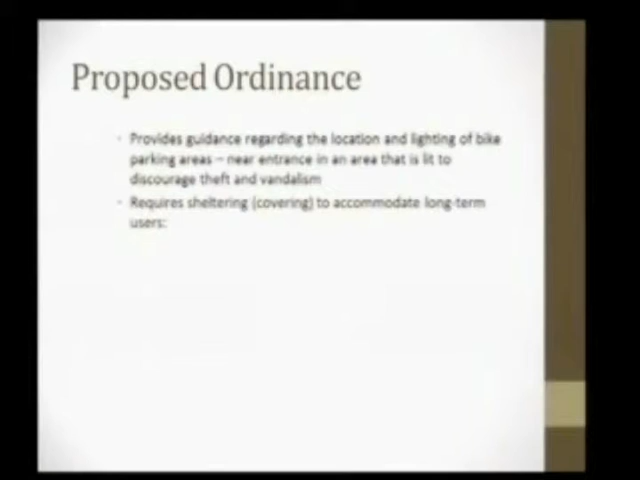 Proposed Ordinance
· Provides guidance regarding the location and lighting of bike
parking areas – near entrance in an area that is lit to
discourage theft and vandalism
· Requires sheltering (covering) to accommodate long-term
users: